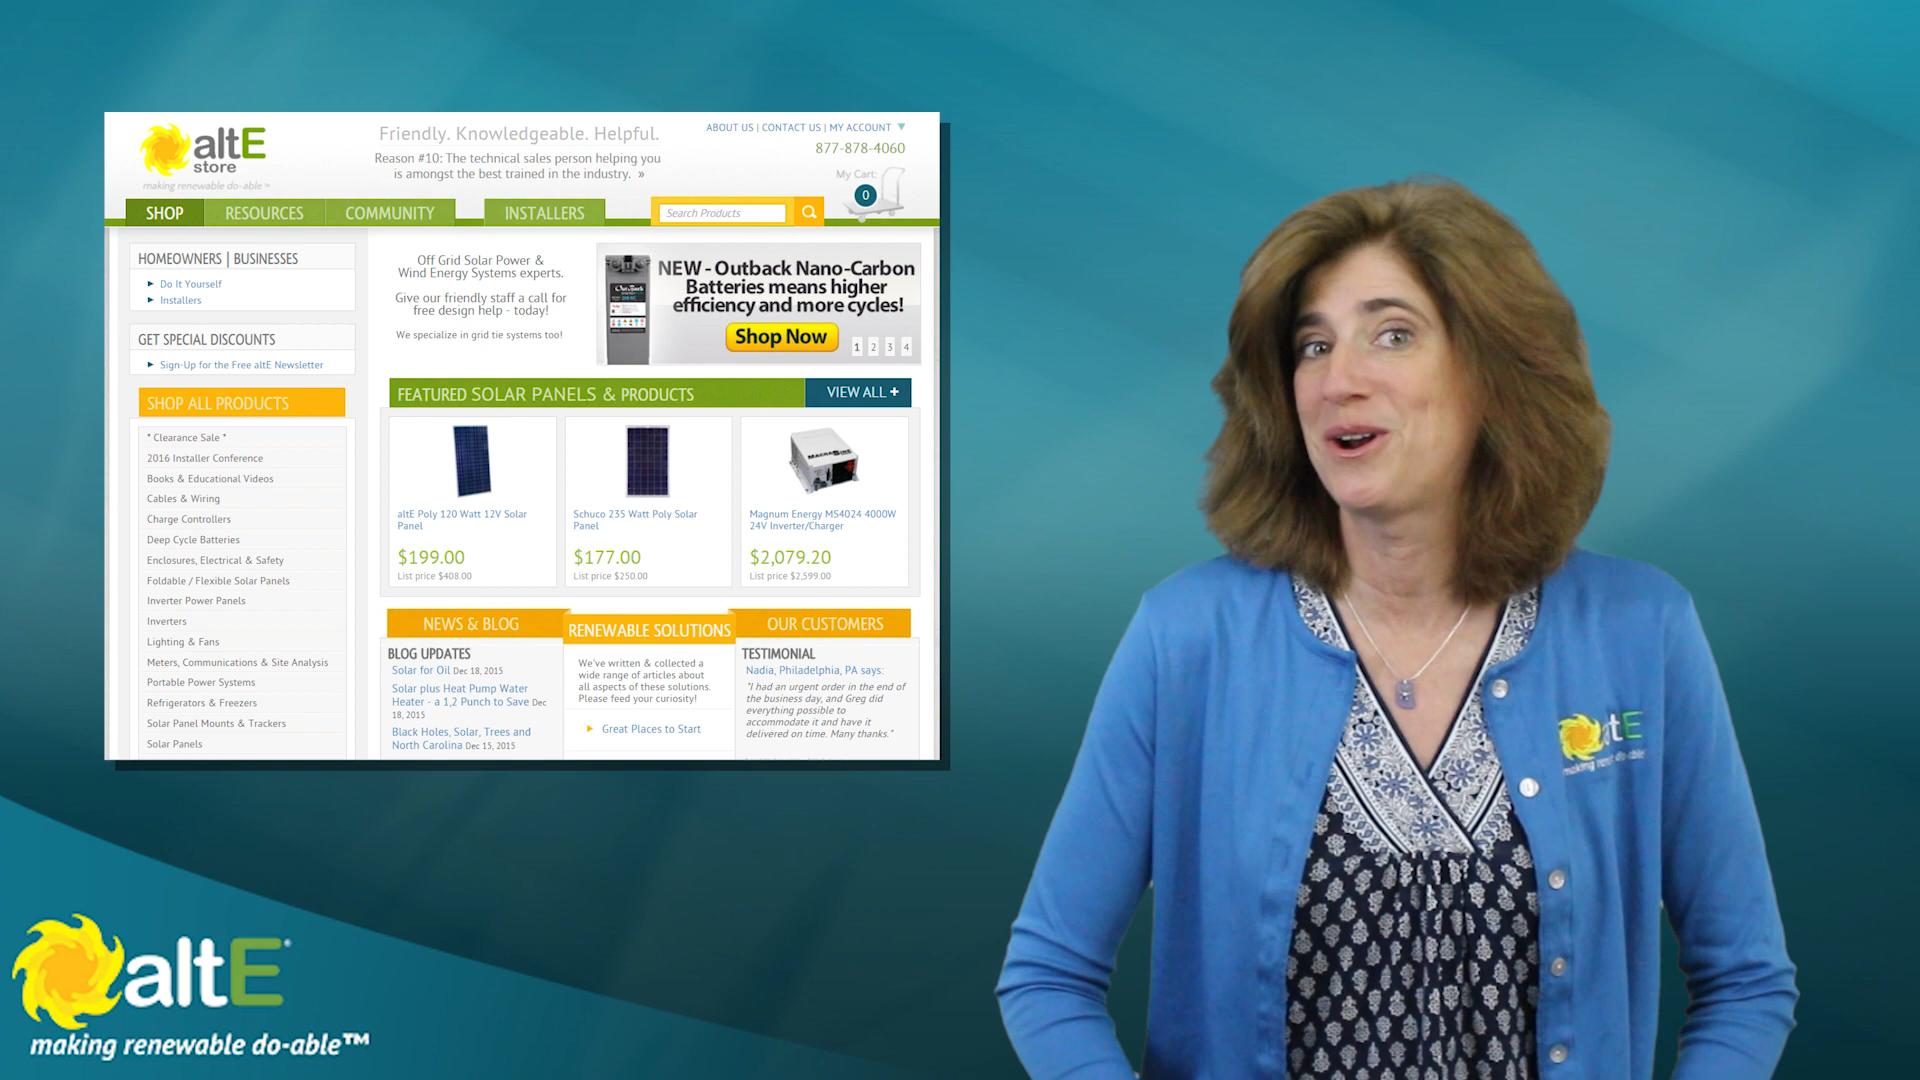 altE
store
making renewable do-able™
Friendly. Knowledgeable. Helpful.
Reason #10: The technical sales person helping you
is amongst the best trained in the industry. »
ABOUT US | CONTACT US | MY ACCOUNT
877-878-4060
My Cart:
0
SHOP
RESOURCES
COMMUNITY
INSTALLERS
Search Products
HOMEOWNERS | BUSINESSES
Do It Yourself
Installers
GET SPECIAL DISCOUNTS
Sign-Up for the Free altE Newsletter
SHOP ALL PRODUCTS
* Clearance Sale *
2016 Installer Conference
Books & Educational Videos
Cables & Wiring
Charge Controllers
Deep Cycle Batteries
Enclosures, Electrical & Safety
Foldable / Flexible Solar Panels
Inverter Power Panels
Inverters
Lighting & Fans
Meters, Communications & Site Analysis
Portable Power Systems
Refrigerators & Freezers
Solar Panel Mounts & Trackers
Solar Panels
Off Grid Solar Power &
Wind Energy Systems experts.
Give our friendly staff a call for
free design help - today!
We specialize in grid tie systems too!
OutBack
NEW - Outback Nano-Carbon
Batteries means higher
efficiency and more cycles!
Shop Now
1 2 3 4
FEATURED SOLAR PANELS & PRODUCTS
VIEW ALL +
altE Poly 120 Watt 12V Solar
Panel
$199.00
List price $408.00
Schuco 235 Watt Poly Solar
Panel
$177.00
List price $250.00
MAGNASINE
Magnum Energy MS4024 4000W
24V Inverter/Charger
$2,079.20
List price $2,599.00
NEWS & BLOG
BLOG UPDATES
Solar for Oil Dec 18, 2015
Solar plus Heat Pump Water
Heater - a 1,2 Punch to Save Dec
18, 2015
Black Holes, Solar, Trees and
North Carolina Dec 15, 2015
RENEWABLE SOLUTIONS
We've written & collected a
wide range of articles about
all aspects of these solutions.
Please feed your curiosity!
Great Places to Start
OUR CUSTOMERS
TESTIMONIAL
Nadia, Philadelphia, PA says:
"I had an urgent order in the end of
the business day, and Greg did
everything possible to
accommodate it and have it
delivered on time. Many thanks."
altE
making renewable do-able
altE®
making renewable do-able™